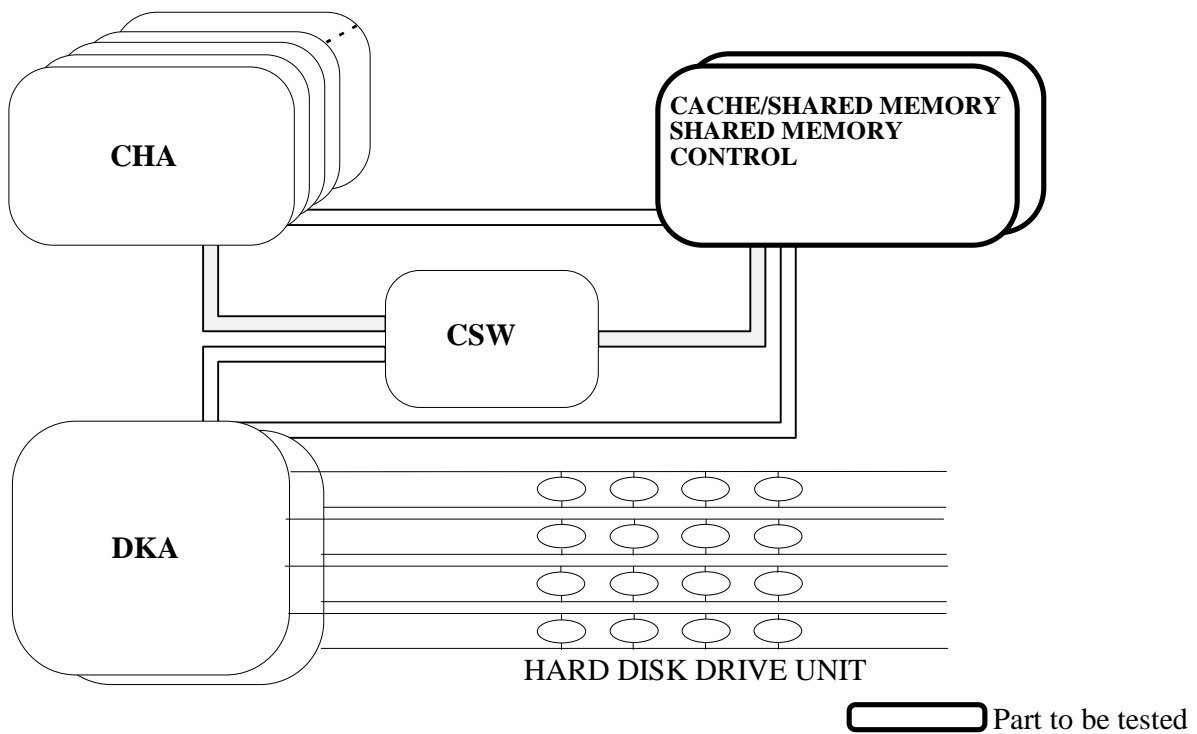 CHA
CACHE/SHARED MEMORY
SHARED MEMORY
CONTROL
CSW
DKA
HARD DISK DRIVE UNIT
Part to be tested